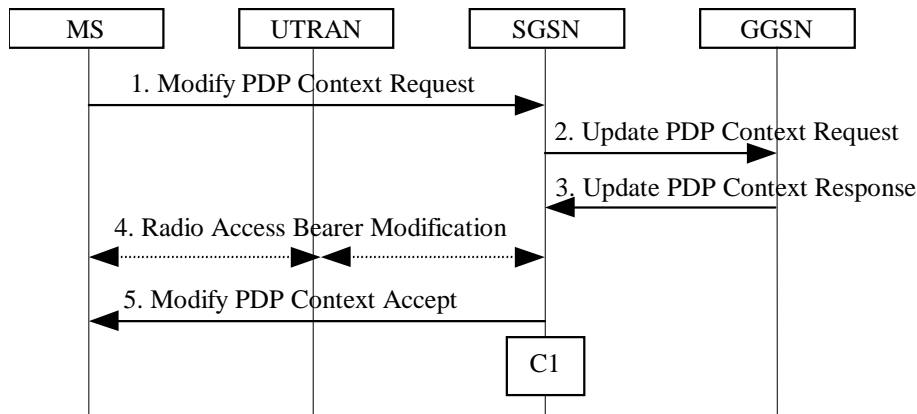 MS
UTRAN
SGSN
GGSN
1. Modify PDP Context Request
2. Update PDP Context Request
3. Update PDP Context Response
4. Radio Access Bearer Modification
5. Modify PDP Context Accept
C1